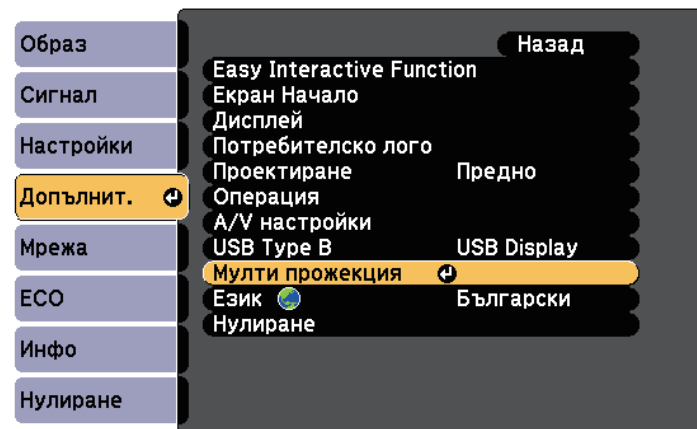 Образ
Сигнал
Настройки
Допълнит.
Мрежа
ECO
Инфо
Нулиране
Назад
Easy Interactive Function
Екран Начало
Дисплей
Потребителско лого
Проектиране Предно
Операция
A/V настройки
USB Type B USB Display
Мулти прожекция
Език Български
Нулиране